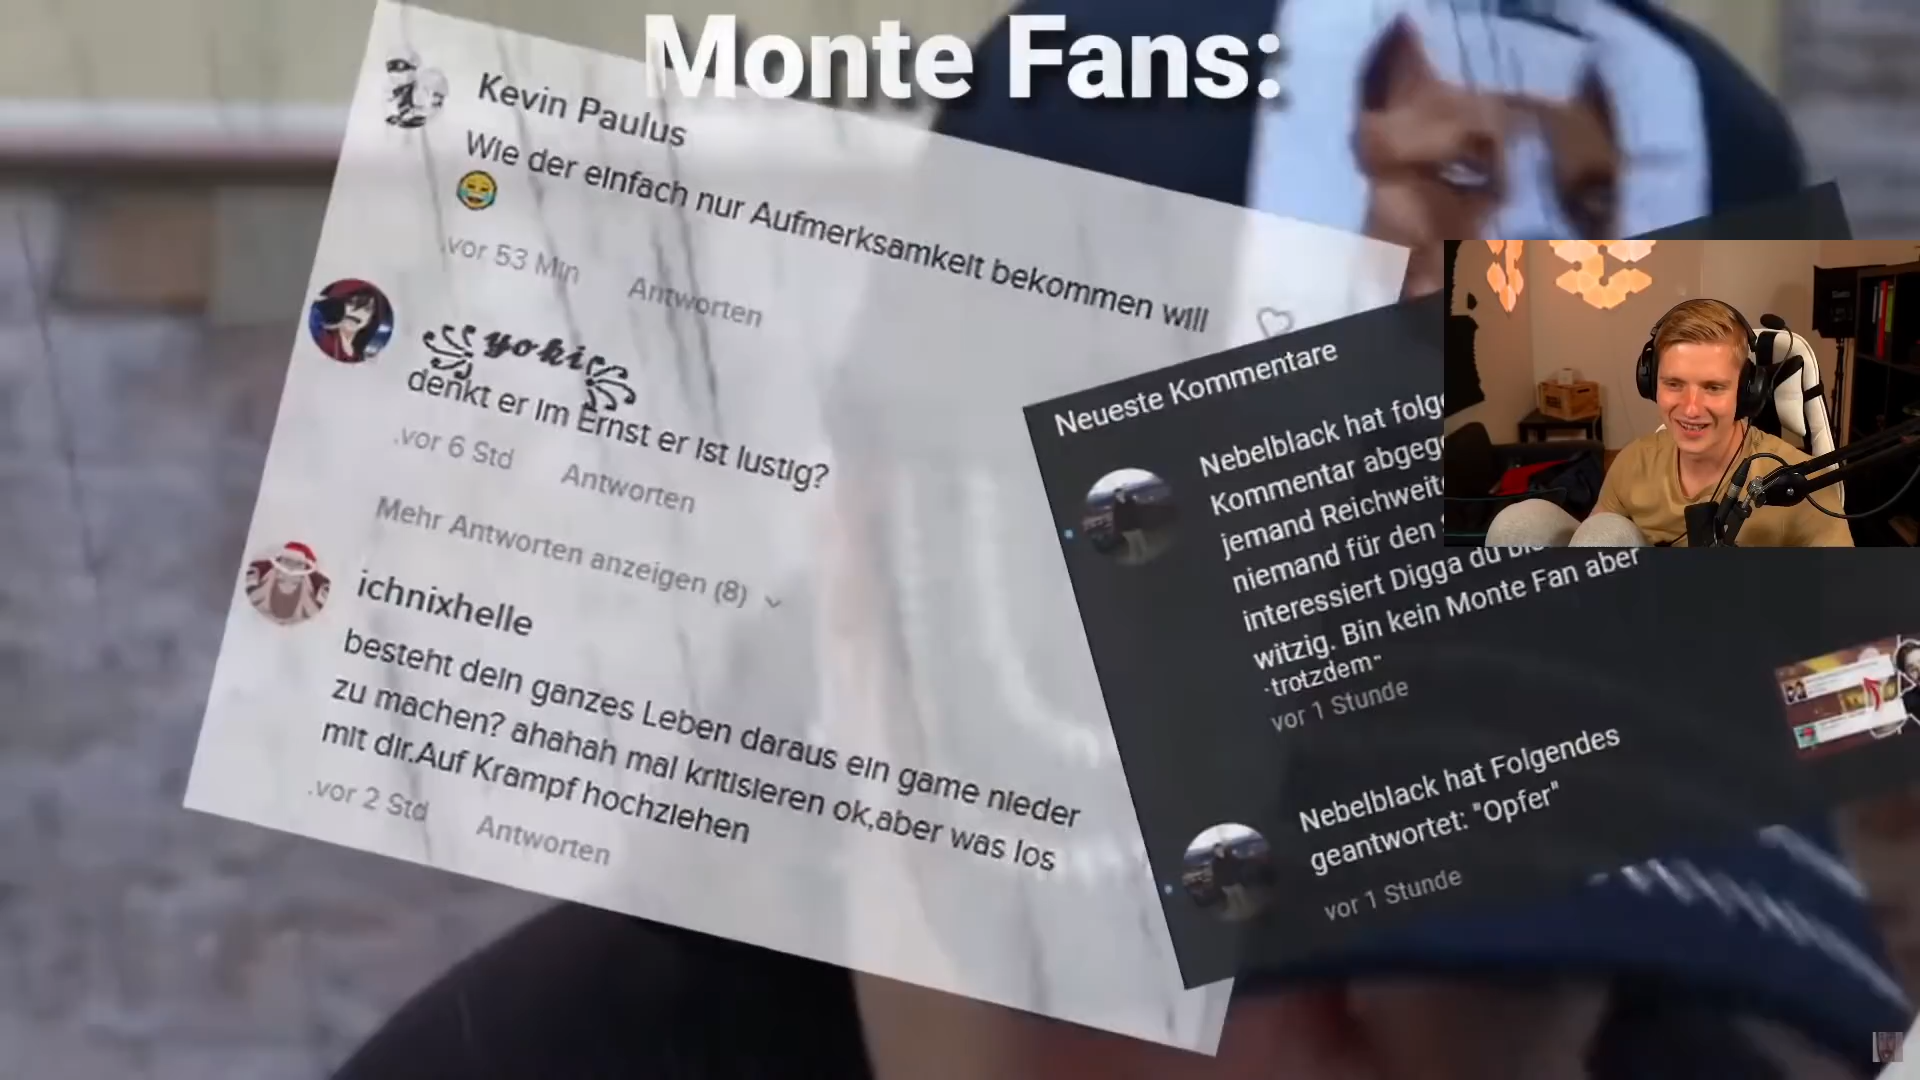 Monte Fans:
Kevin Paulus
Wie der einfach nur Aufmerksamkeit bekommen will
😂
.vor 53 Min Antworten
yokie
denkt er im Ernst er ist lustig?
.vor 6 Std Antworten
Mehr Antworten anzeigen (8)
ichnixhelle
besteht dein ganzes Leben daraus ein game nieder
zu machen? ahahah mal kritisieren ok,aber was los
mit dir.Auf Krampf hochziehen
.vor 2 Std Antworten
Neueste Kommentare
Nebelblack hat
Kommentar
jemand
niemand für den
interessiert Digga du
witzig. Bin kein Monte Fan aber
-trotzdem-
vor 1 Stunde
Nebelblack hat Folgendes
geantwortet: "Opfer"
vor 1 Stunde